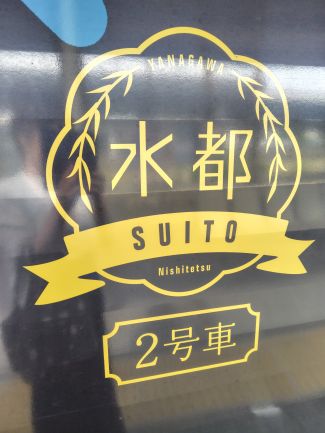 YANAGAWA
水都
SUITO
Nishitetsu
2号車